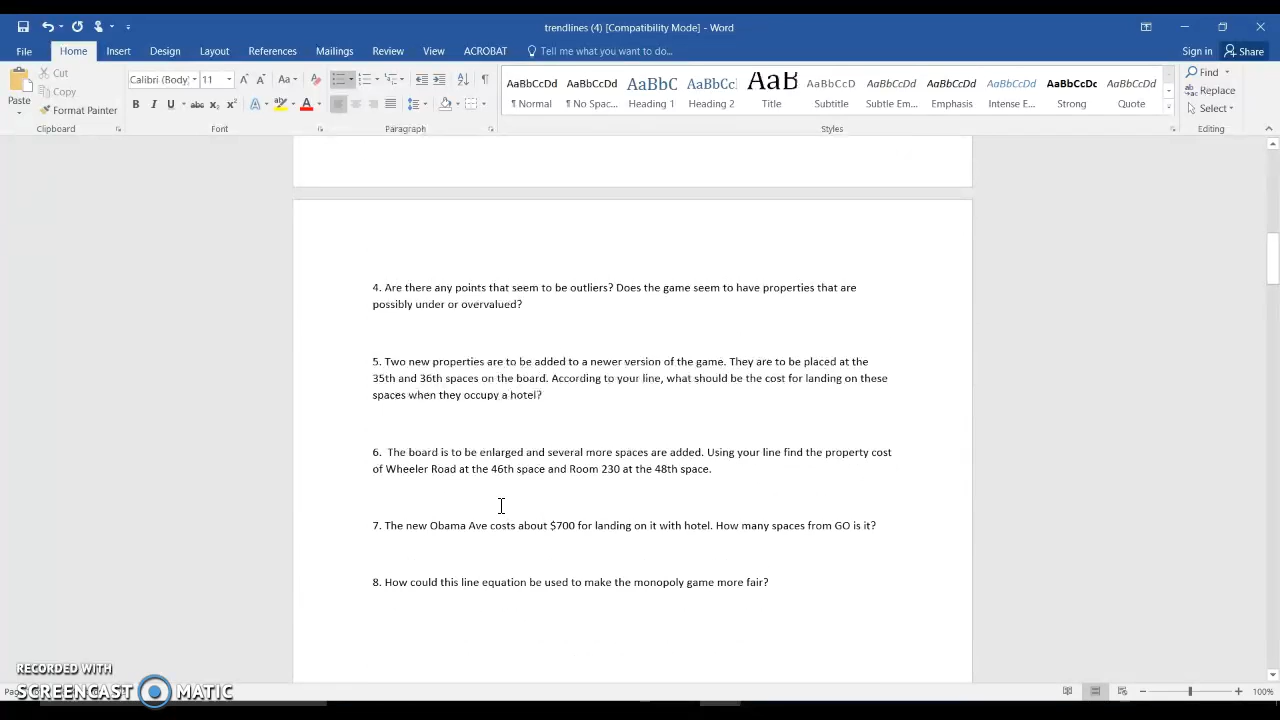 trendlines (4) [Compatibility Mode] - Word
File Home Insert Design Layout References Mailings Review View ACROBAT Tell me what you want to do... Sign in Share
Paste Cut Copy Format Painter
Calibri (Body) 11
AaBbCcDd AaBbCcDd AaBbC AaBbCc AaB AaBbCcD AaBbCcDd AaBbCcDd AaBbCcDd AaBbCcDc AaBbCcDd
¶ Normal ¶ No Spac... Heading 1 Heading 2 Title Subtitle Subtle Em... Emphasis Intense E... Strong Quote
Find Replace Select
Clipboard Font Paragraph Styles Editing
4. Are there any points that seem to be outliers? Does the game seem to have properties that are
possibly under or overvalued?
5. Two new properties are to be added to a newer version of the game. They are to be placed at the
35th and 36th spaces on the board. According to your line, what should be the cost for landing on these
spaces when they occupy a hotel?
6. The board is to be enlarged and several more spaces are added. Using your line find the property cost
of Wheeler Road at the 46th space and Room 230 at the 48th space.
7. The new Obama Ave costs about $700 for landing on it with hotel. How many spaces from GO is it?
8. How could this line equation be used to make the monopoly game more fair?
RECORDED WITH
SCREENCAST MATIC
100%